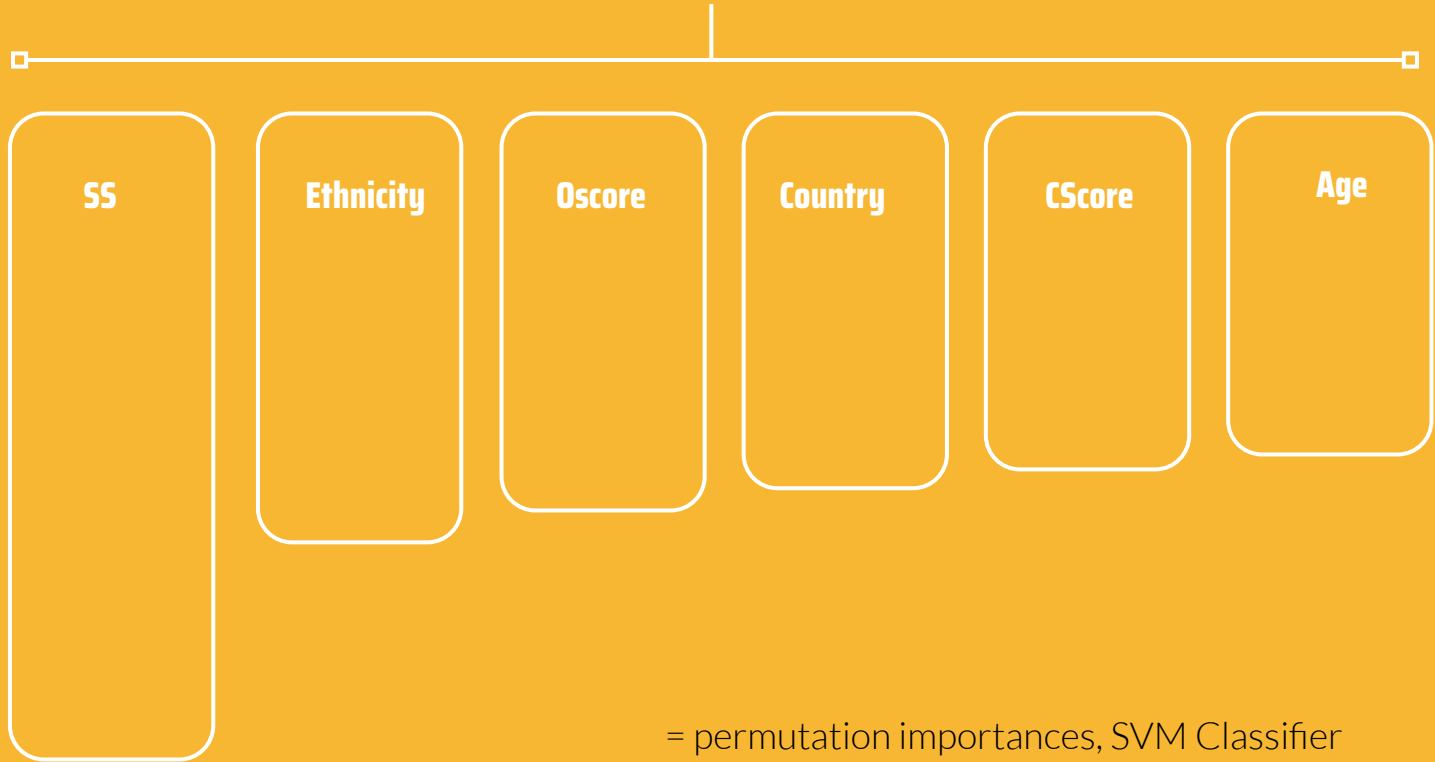 SS
Ethnicity
Oscore
Country
CScore
Age
= permutation importances, SVM Classifier